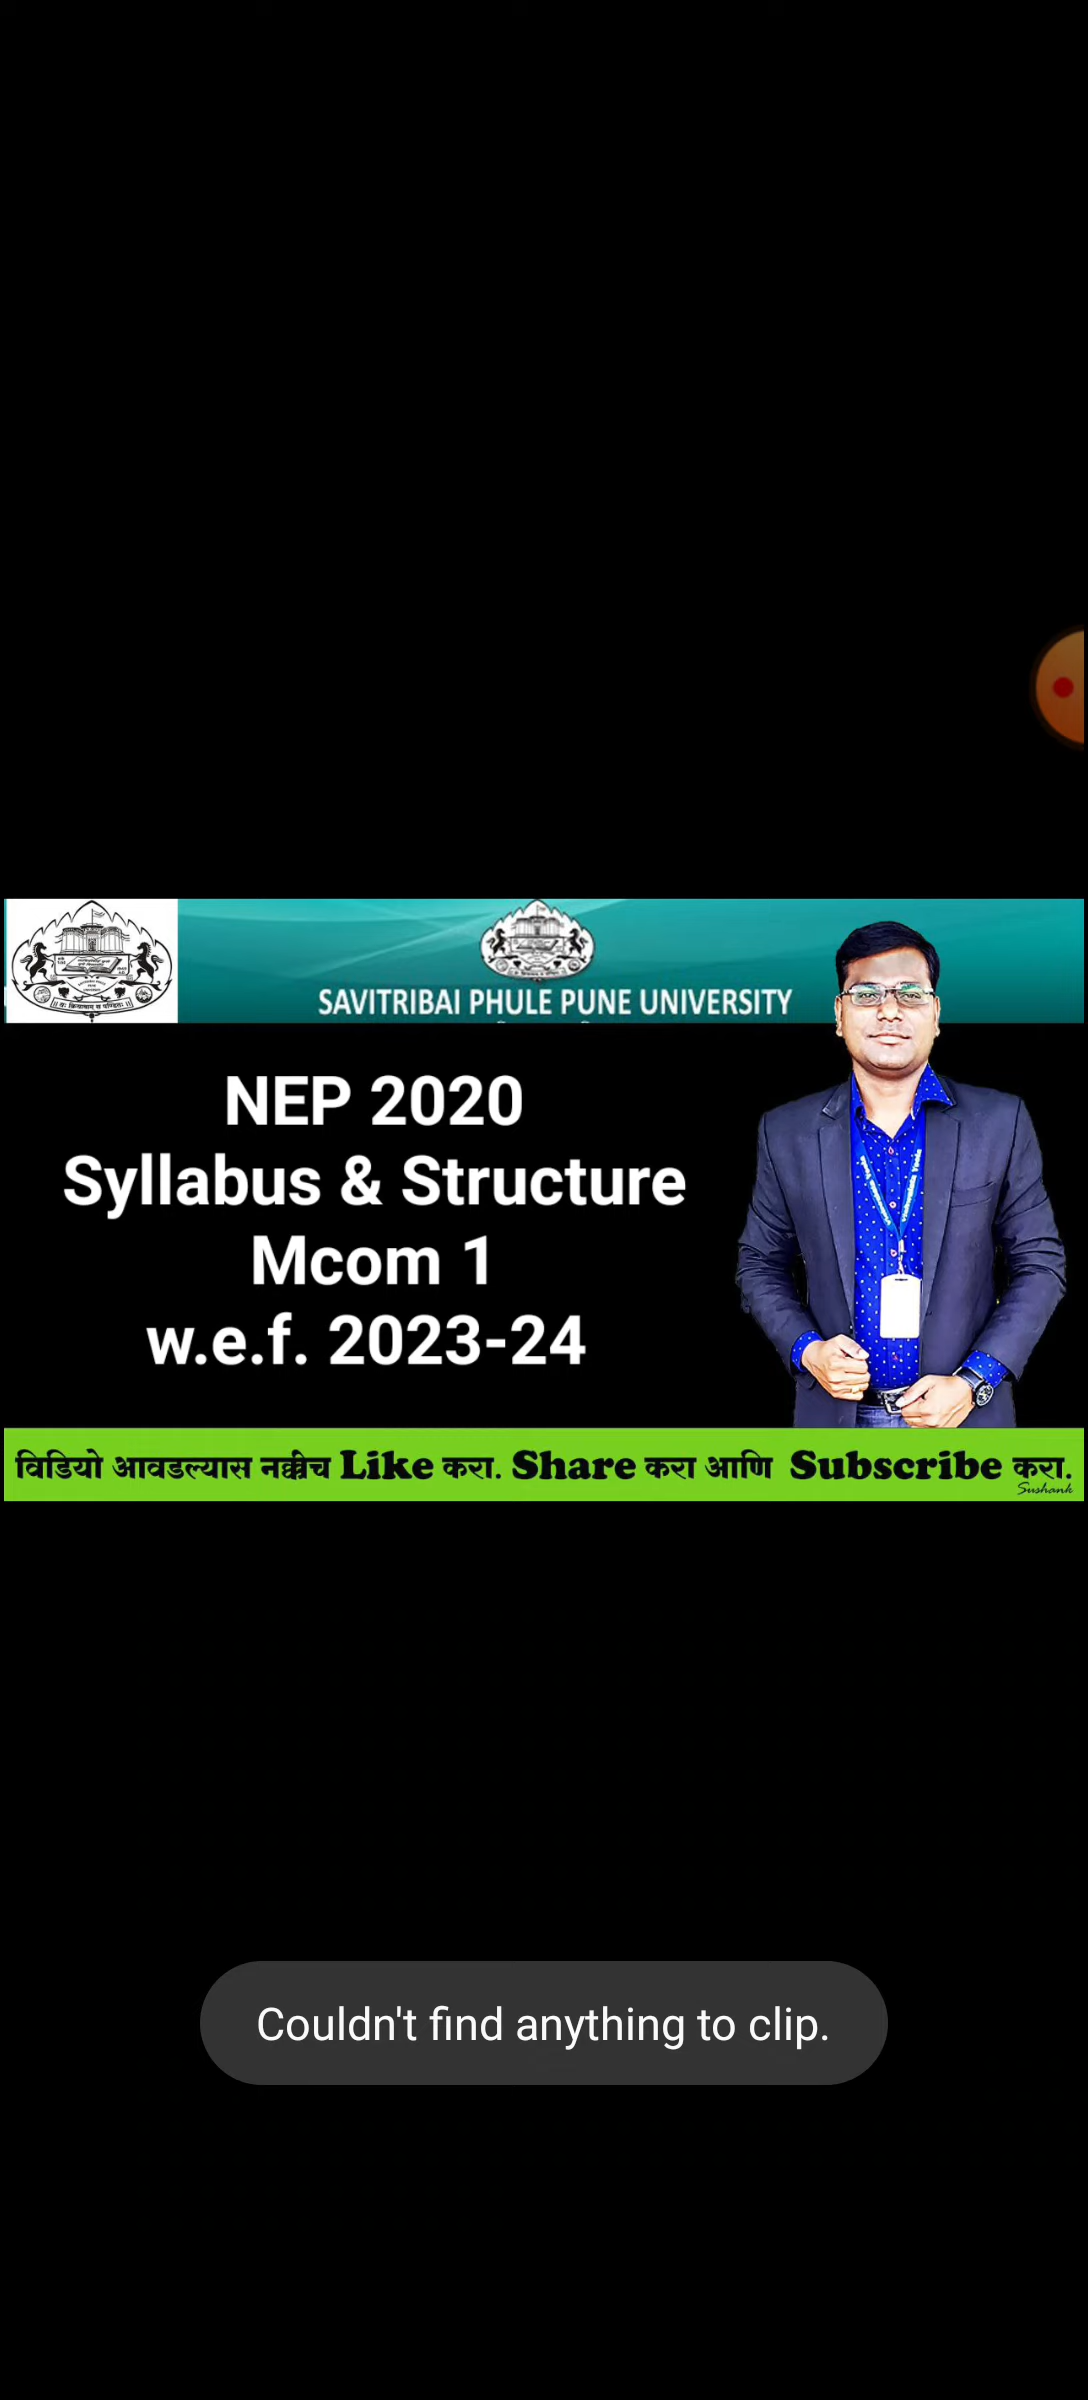 SAVITRIBAI PHULE PUNE UNIVERSITY
NEP 2020
Syllabus & Structure
Mcom 1
w.e.f. 2023-24
विडियो आवडल्यास नक्कीच Like करा. Share करा आणि Subscribe करा.
Sushank
Couldn't find anything to clip.